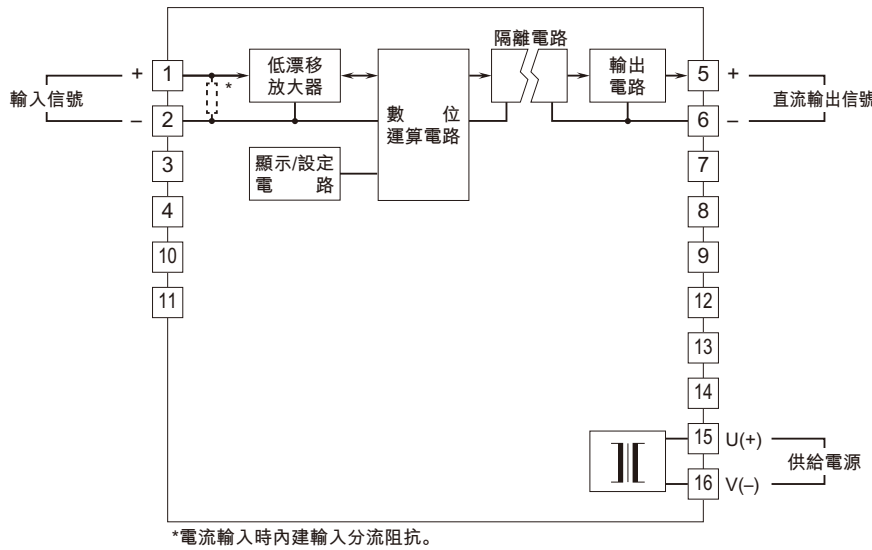 隔離電路
+ 1 低漂移 輸出 5 +
放大器 電路
*
輸入信號 直流輸出信號
– 2 數 位 6 –
運算電路
3 顯示/設定 7
電 路
4 8
10 9
11 12
13
14
15 U(+)
供給電源
16 V(–)
*電流輸入時內建輸入分流阻抗。